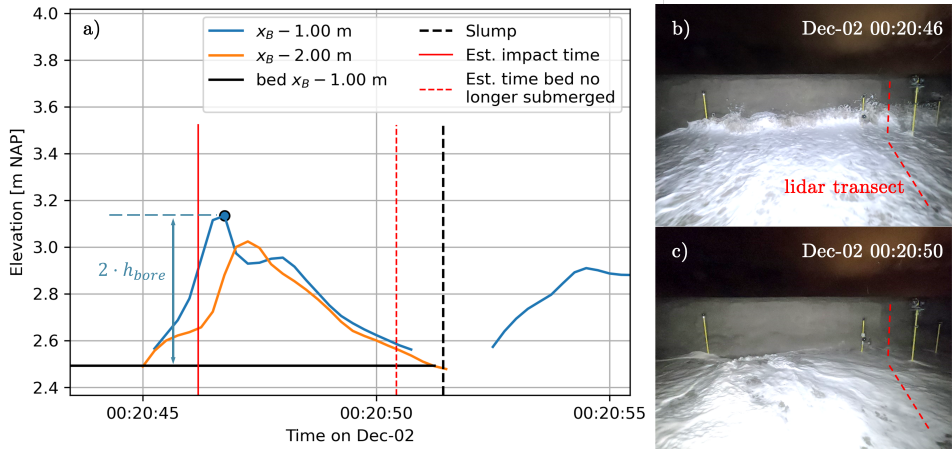 a)
x_B − 1.00 m
x_B − 2.00 m
bed x_B − 1.00 m
Slump
Est. impact time
Est. time bed no
longer submerged
4.0
3.8
3.6
3.4
3.2
3.0
2.8
2.6
2.4
Elevation [m NAP]
2 · h_bore
00:20:45
00:20:50
00:20:55
Time on Dec-02
b)
Dec-02 00:20:46
lidar transect
c)
Dec-02 00:20:50